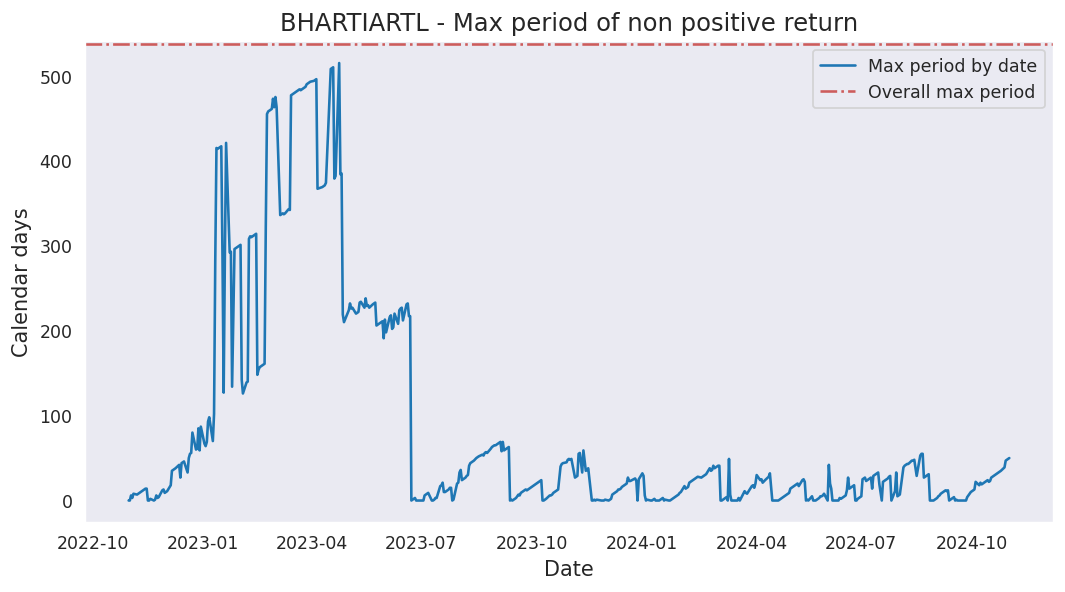 BHARTIARTL - Max period of non positive return
Max period by date
Overall max period
Calendar days
500
400
300
200
100
0
2022-10 2023-01 2023-04 2023-07 2023-10 2024-01 2024-04 2024-07 2024-10
Date